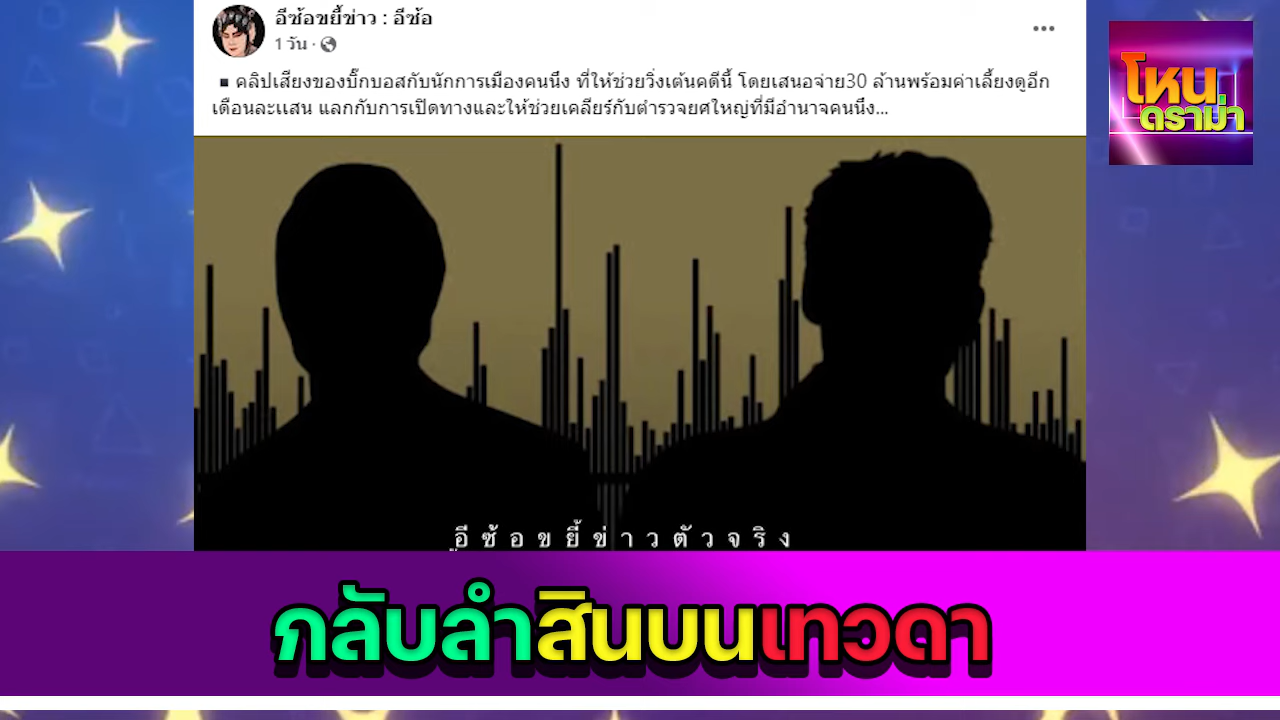 อีซ้อขยี้ข่าว : อีซ้อ
1 วัน ·
▪ คลิปเสียงของบิ๊กบอสกับนักการเมืองคนนึง ที่ให้ช่วยวิ่งเต้นคดีนี้ โดยเสนอจ่าย30 ล้านพร้อมค่าเลี้ยงดูอีก
เดือนละแสน แลกกับการเปิดทางและให้ช่วยเคลียร์กับตำรวจยศใหญ่ที่มีอำนาจคนนึง...
โหน
ดราม่า
อีซ้อขยี้ข่าวตัวจริง
กลับลำสินบนเทวดา